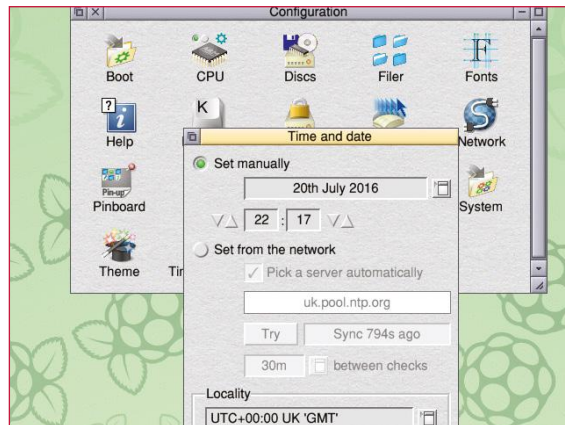 Configuration
Boot
CPU
Discs
Filer
Fonts
?
i
Help
K
Network
Pin-up
Pinboard
System
Theme
Time and date
Set manually
20th July 2016
22 : 17
Set from the network
Pick a server automatically
uk.pool.ntp.org
Try
Sync 794s ago
30m
between checks
Locality
UTC+00:00 UK 'GMT'